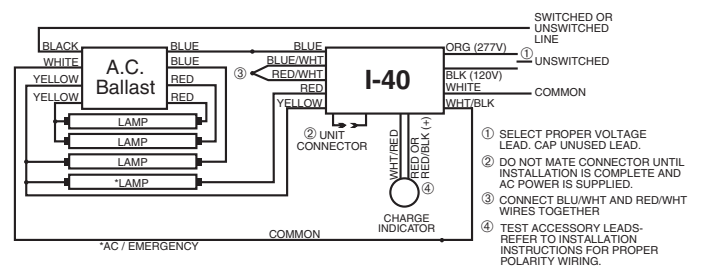 SWITCHED OR
UNSWITCHED
LINE
BLACK
BLUE
BLUE
ORG (277V)
①
WHITE
BLUE
BLUE/WHT
UNSWITCHED
A.C.
Ballast
③
I-40
YELLOW
RED
RED/WHT
BLK (120V)
RED
WHITE
COMMON
YELLOW
RED
YELLOW
WHT/BLK
LAMP
② UNIT
CONNECTOR
LAMP
LAMP
*LAMP
WHT/RED
RED OR
RED/BLK (+)
④
CHARGE
INDICATOR
COMMON
*AC / EMERGENCY
① SELECT PROPER VOLTAGE
LEAD. CAP UNUSED LEAD.
② DO NOT MATE CONNECTOR UNTIL
INSTALLATION IS COMPLETE AND
AC POWER IS SUPPLIED.
③ CONNECT BLU/WHT AND RED/WHT
WIRES TOGETHER
④ TEST ACCESSORY LEADS-
REFER TO INSTALLATION
INSTRUCTIONS FOR PROPER
POLARITY WIRING.